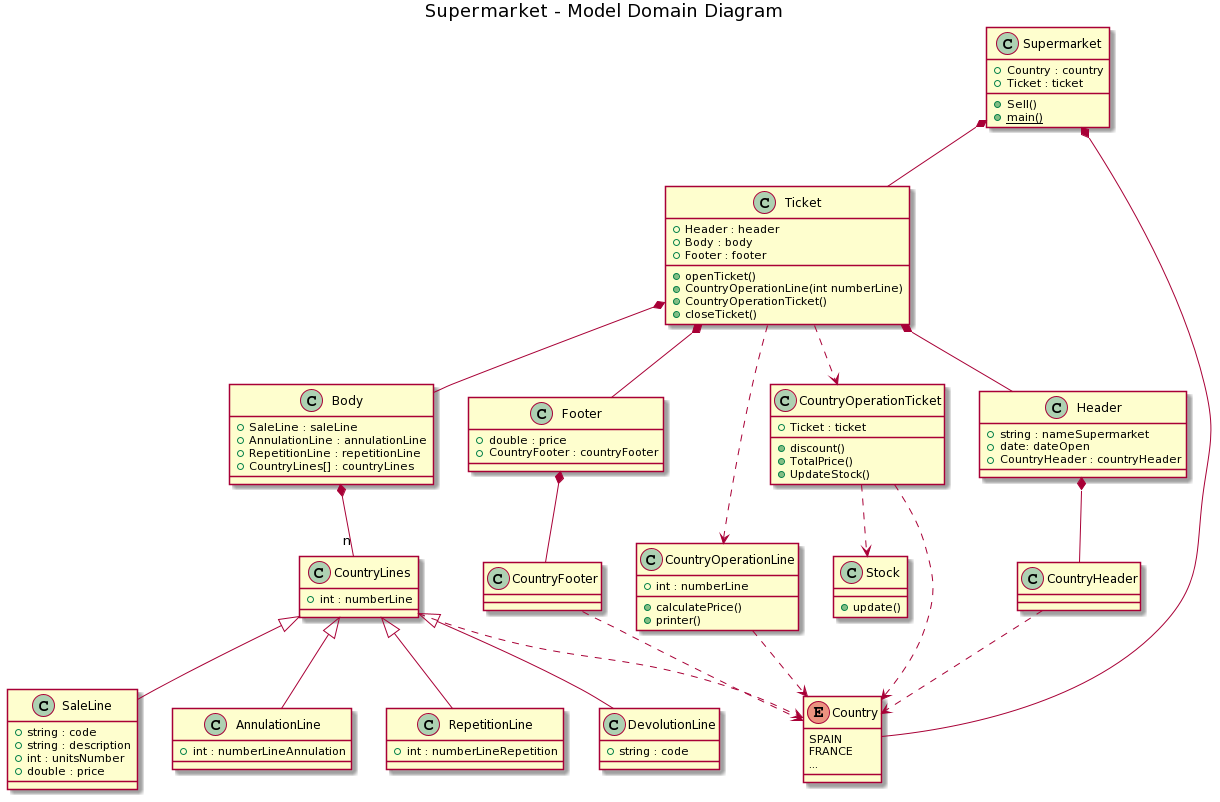 Supermarket - Model Domain Diagram
C Supermarket
Country : country
Ticket : ticket
Sell()
main()
C Ticket
Header : header
Body : body
Footer : footer
openTicket()
CountryOperationLine(int numberLine)
CountryOperationTicket()
closeTicket()
C Body
SaleLine : saleLine
AnnulationLine : annulationLine
RepetitionLine : repetitionLine
CountryLines[] : countryLines
C Footer
double : price
CountryFooter : countryFooter
C CountryOperationTicket
Ticket : ticket
discount()
TotalPrice()
UpdateStock()
C Header
string : nameSupermarket
date: dateOpen
CountryHeader : countryHeader
n
C CountryLines
int : numberLine
C CountryFooter
C CountryOperationLine
int : numberLine
calculatePrice()
printer()
C Stock
update()
C CountryHeader
C SaleLine
string : code
string : description
int : unitsNumber
double : price
C AnnulationLine
int : numberLineAnnulation
C RepetitionLine
int : numberLineRepetition
C DevolutionLine
string : code
E Country
SPAIN
FRANCE
...